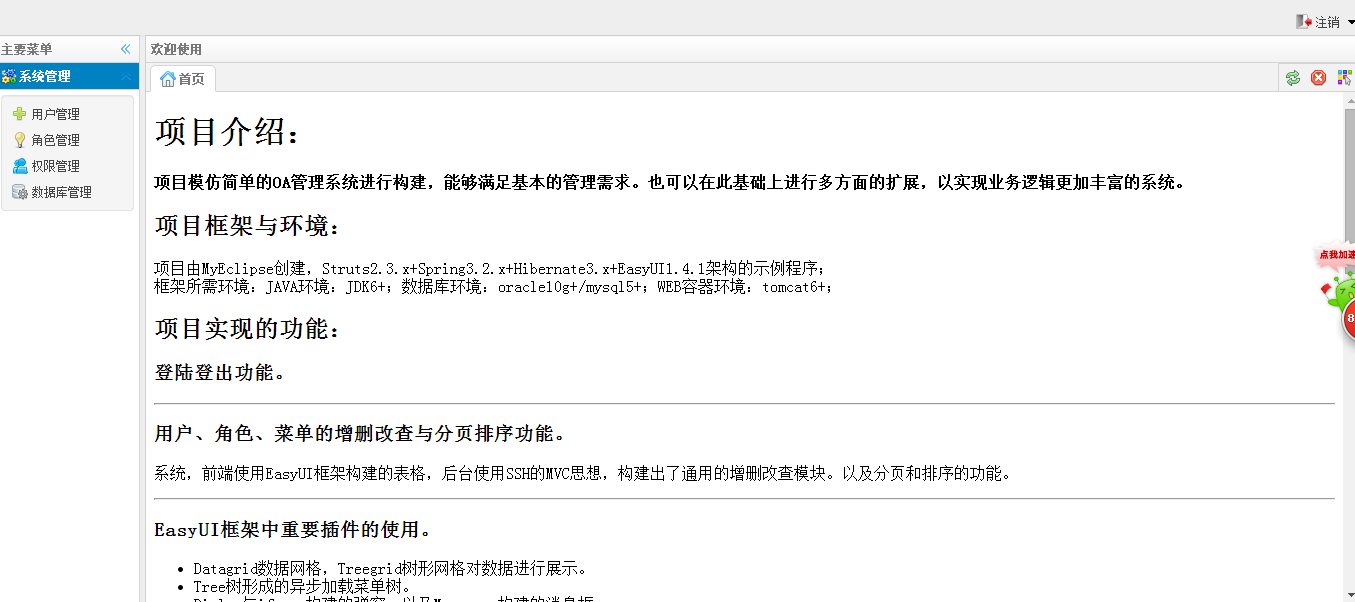 注销
主要菜单
欢迎使用
系统管理
首页
用户管理
角色管理
权限管理
数据库管理
项目介绍：
项目模仿简单的OA管理系统进行构建，能够满足基本的管理需求。也可以在此基础上进行多方面的扩展，以实现业务逻辑更加丰富的系统。
项目框架与环境：
项目由MyEclipse创建，Struts2.3.x+Spring3.2.x+Hibernate3.x+EasyUI1.4.1架构的示例程序；
框架所需环境：JAVA环境：JDK6+；数据库环境：oracle10g+/mysql5+；WEB容器环境：tomcat6+；
项目实现的功能：
登陆登出功能。
用户、角色、菜单的增删改查与分页排序功能。
系统，前端使用EasyUI框架构建的表格，后台使用SSH的MVC思想，构建出了通用的增删改查模块。以及分页和排序的功能。
EasyUI框架中重要插件的使用。
Datagrid数据网格，Treegrid树形网格对数据进行展示。
Tree树形成的异步加载菜单树。
点我加速
8